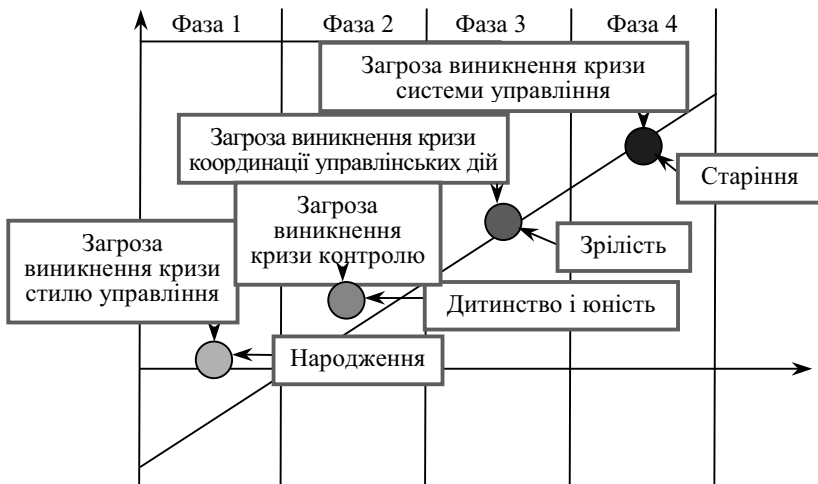 Фаза 1
Фаза 2
Фаза 3
Фаза 4
Загроза виникнення кризи
системи управління
Загроза виникнення кризи
координації управлінських дій
Старіння
Загроза
виникнення
кризи контролю
Загроза
виникнення кризи
стилю управління
Зрілість
Дитинство і юність
Народження